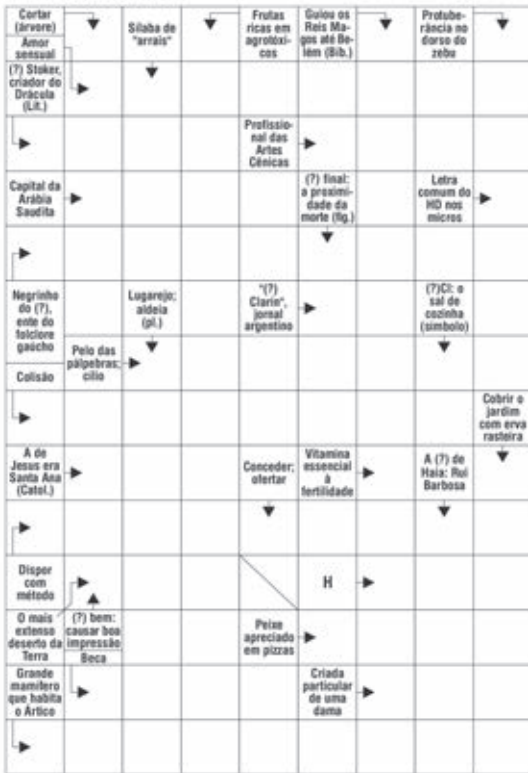 Cortar
(árvore)
Amor
sensual
Sílaba de
"arrais"
Frutas
ricas em
agrotóxi-
cos
Guiou os
Reis Ma-
gos até Be-
lém (Bib.)
Protube-
rância no
dorso do
zebu
(?) Stoker,
criador do
Drácula
(Lit.)
Profissio-
nal das
Artes
Cênicas
Capital da
Arábia
Saudita
(?) final:
a proximi-
dade da
morte (fig.)
Letra
comum do
HD nos
micros
Negrinho
do (?),
ente do
folclore
gaúcho
Colisão
Lugarejo;
aldeia
(pl.)
"(?)
Clarín",
jornal
argentino
(?)Cl: o
sal de
cozinha
(símbolo)
Pelo das
pálpebras;
cílio
Cobrir o
jardim
com erva
rasteira
A de
Jesus era
Santa Ana
(Catol.)
Conceder;
ofertar
Vitamina
essencial
à
fertilidade
A (?) de
Haia: Rui
Barbosa
Dispor
com
método
H
O mais
extenso
deserto da
Terra
(?) bem:
causar boa
impressão
Beca
Peixe
apreciado
em pizzas
Grande
mamífero
que habita
o Ártico
Criada
particular
de uma
dama